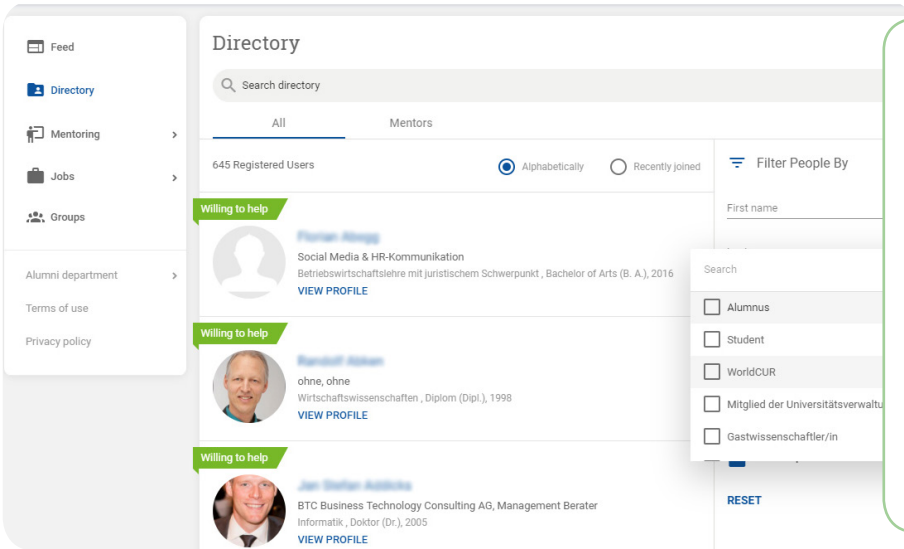 Feed
Directory
Mentoring
Jobs
Groups
Alumni department
Terms of use
Privacy policy
Directory
Search directory
All Mentors
645 Registered Users Alphabetically Recently joined
Willing to help
Social Media & HR-Kommunikation
Betriebswirtschaftslehre mit juristischem Schwerpunkt , Bachelor of Arts (B. A.), 2016
VIEW PROFILE
Willing to help
ohne, ohne
Wirtschaftswissenschaften , Diplom (Dipl.), 1998
VIEW PROFILE
Willing to help
BTC Business Technology Consulting AG, Management Berater
Informatik , Doktor (Dr.), 2005
VIEW PROFILE
Filter People By
First name
Search
Alumnus
Student
WorldCUR
Mitglied der Universitätsverwaltu
Gastwissenschaftler/in
RESET